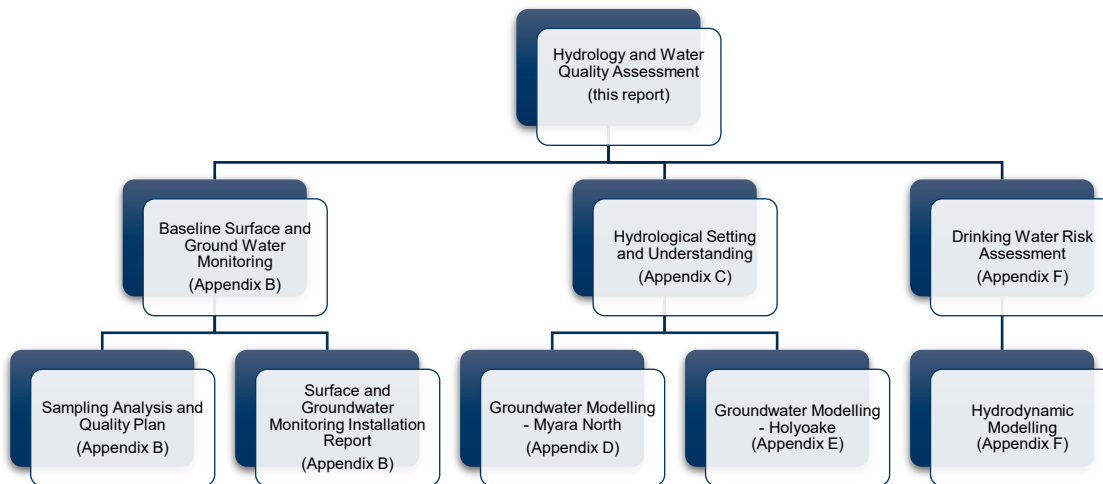 Hydrology and Water
Quality Assessment
(this report)
Baseline Surface and
Ground Water
Monitoring
(Appendix B)
Hydrological Setting
and Understanding
(Appendix C)
Drinking Water Risk
Assessment
(Appendix F)
Sampling Analysis and
Quality Plan
(Appendix B)
Surface and
Groundwater
Monitoring Installation
Report
(Appendix B)
Groundwater Modelling
- Myara North
(Appendix D)
Groundwater Modelling
- Holyoake
(Appendix E)
Hydrodynamic
Modelling
(Appendix F)